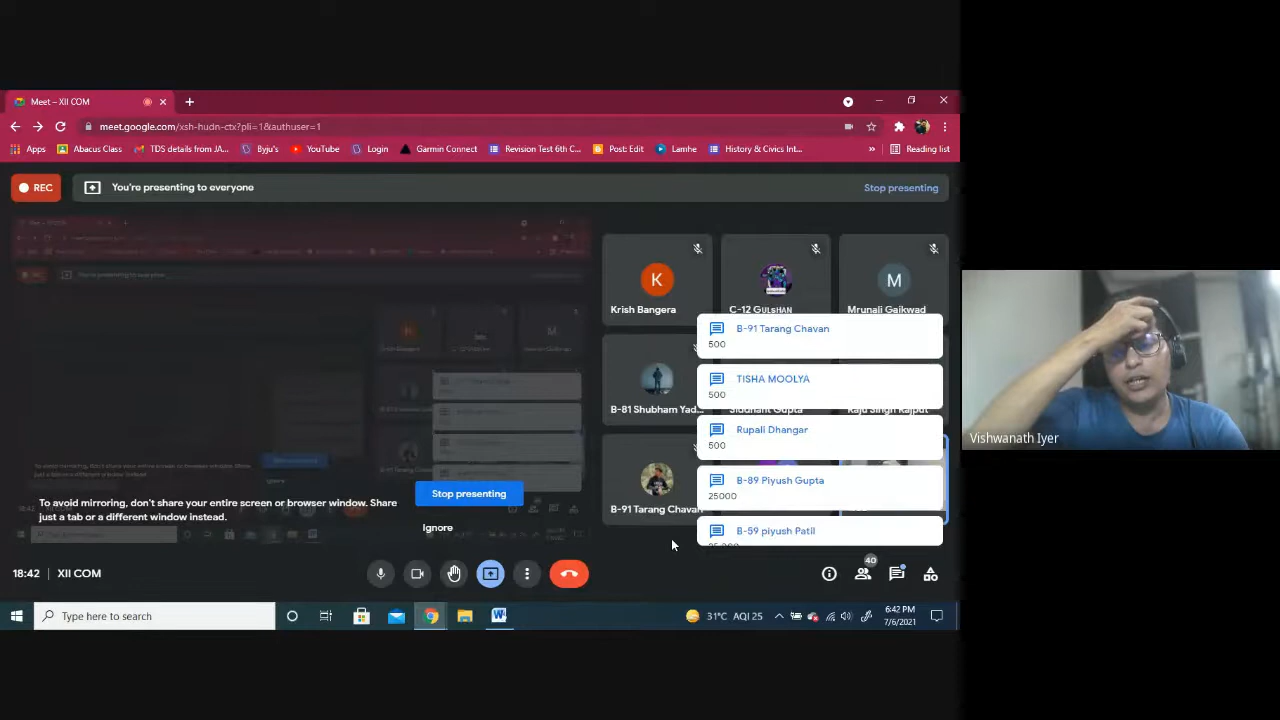 Meet – XII COM
meet.google.com/xsh-hudn-ctx?pli=1&authuser=1
Apps
Abacus Class
TDS details from JA...
Byju's
YouTube
Login
Garmin Connect
Revision Test 6th C...
Post: Edit
Lamhe
History & Civics Int...
»
Reading list
REC
You're presenting to everyone
Stop presenting
K
Krish Bangera
C-12 GULSHAN
M
Mrunali Gaikwad
B-91 Tarang Chavan
500
TISHA MOOLYA
500
B-81 Shubham Yad...
Siddhant Gupta
Raju Singh Rajput
Rupali Dhangar
500
B-89 Piyush Gupta
25000
B-91 Tarang Chavan
B-59 piyush Patil
To avoid mirroring, don't share your entire screen or browser window. Share
just a tab or a different window instead.
Stop presenting
Ignore
Vishwanath Iyer
18:42 | XII COM
40
Type here to search
31°C AQI 25
6:42 PM
7/6/2021